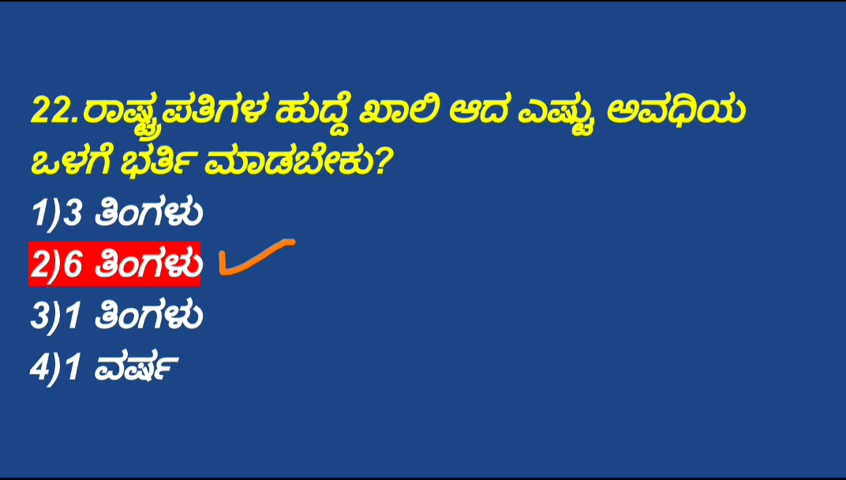 22.ರಾಷ್ಟ್ರಪತಿಗಳ ಹುದ್ದೆ ಖಾಲಿ ಆದ ಎಷ್ಟು ಅವಧಿಯ
ಒಳಗೆ ಭರ್ತಿ ಮಾಡಬೇಕು?
1)3 ತಿಂಗಳು
2)6 ತಿಂಗಳು
3)1 ತಿಂಗಳು
4)1 ವರ್ಷ